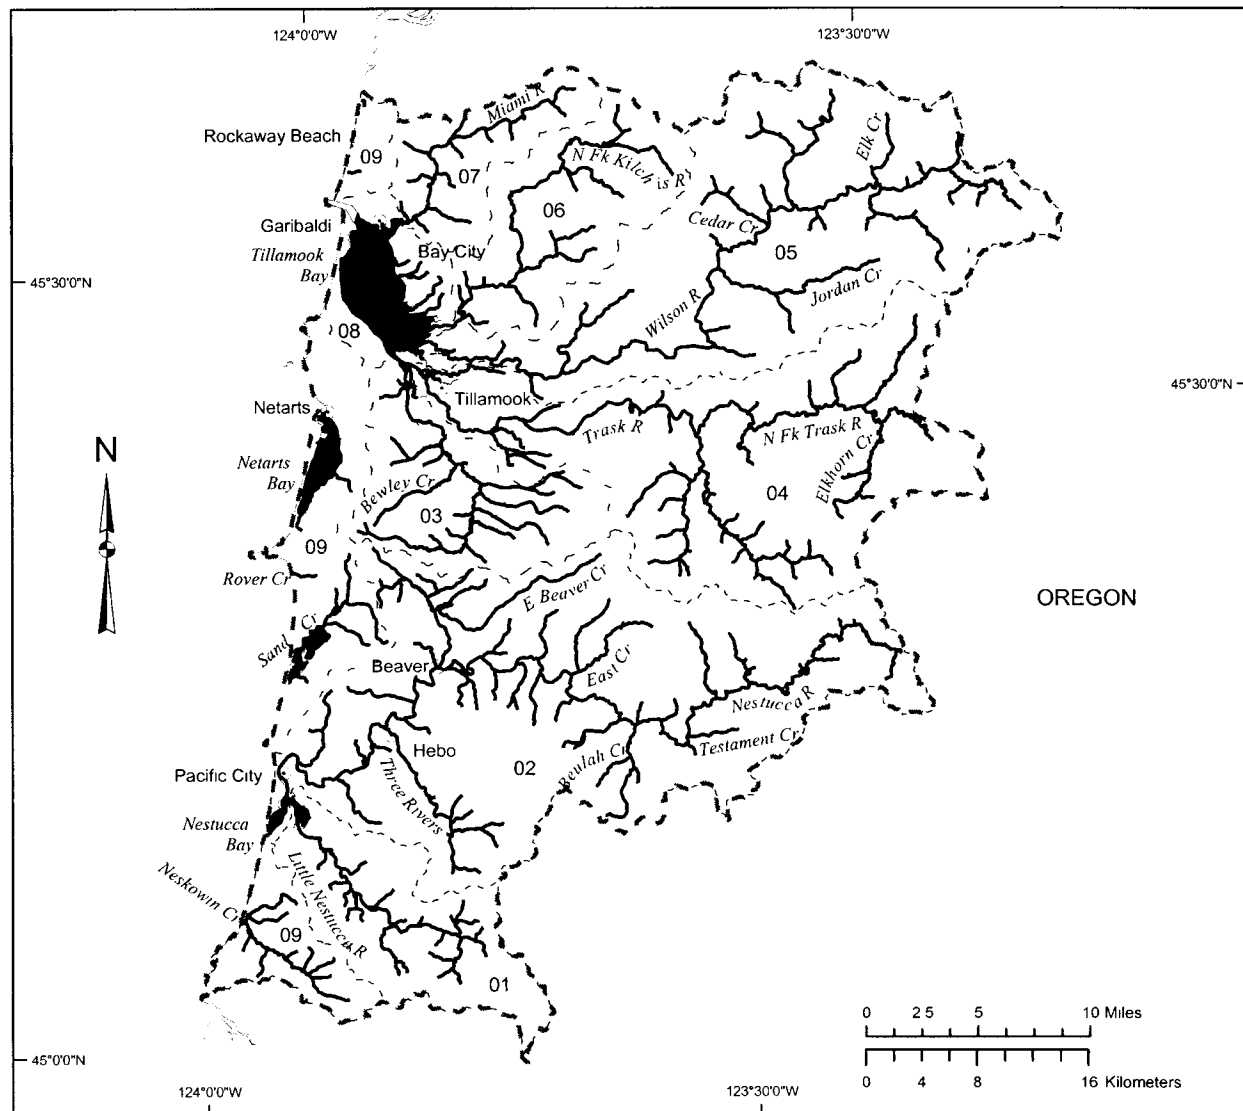 124°0'0"W
123°30'0"W
Miami R
Rockaway Beach
Elk Cr
09
N Fk Kilchis R
07
06
Cedar Cr
Garibaldi
Tillamook
Bay
Bay City
05
45°30'0"N
Jordan Cr
Wilson R
08
45°30'0"N
Tillamook
Netarts
Trask R
N Fk Trask R
N
Elkhorn Cr
Netarts
Bay
Bewley Cr
04
03
09
Rover Cr
E Beaver Cr
OREGON
Sand Cr
Beaver
East Cr
Nestucca R
Hebo
Testament Cr
Beulah Cr
02
Pacific City
Three Rivers
Nestucca
Bay
Little Nestucca R
Neskowin Cr
09
01
0 2 5 5 10 Miles
45°0'0"N
0 4 8 16 Kilometers
124°0'0"W
123°30'0"W